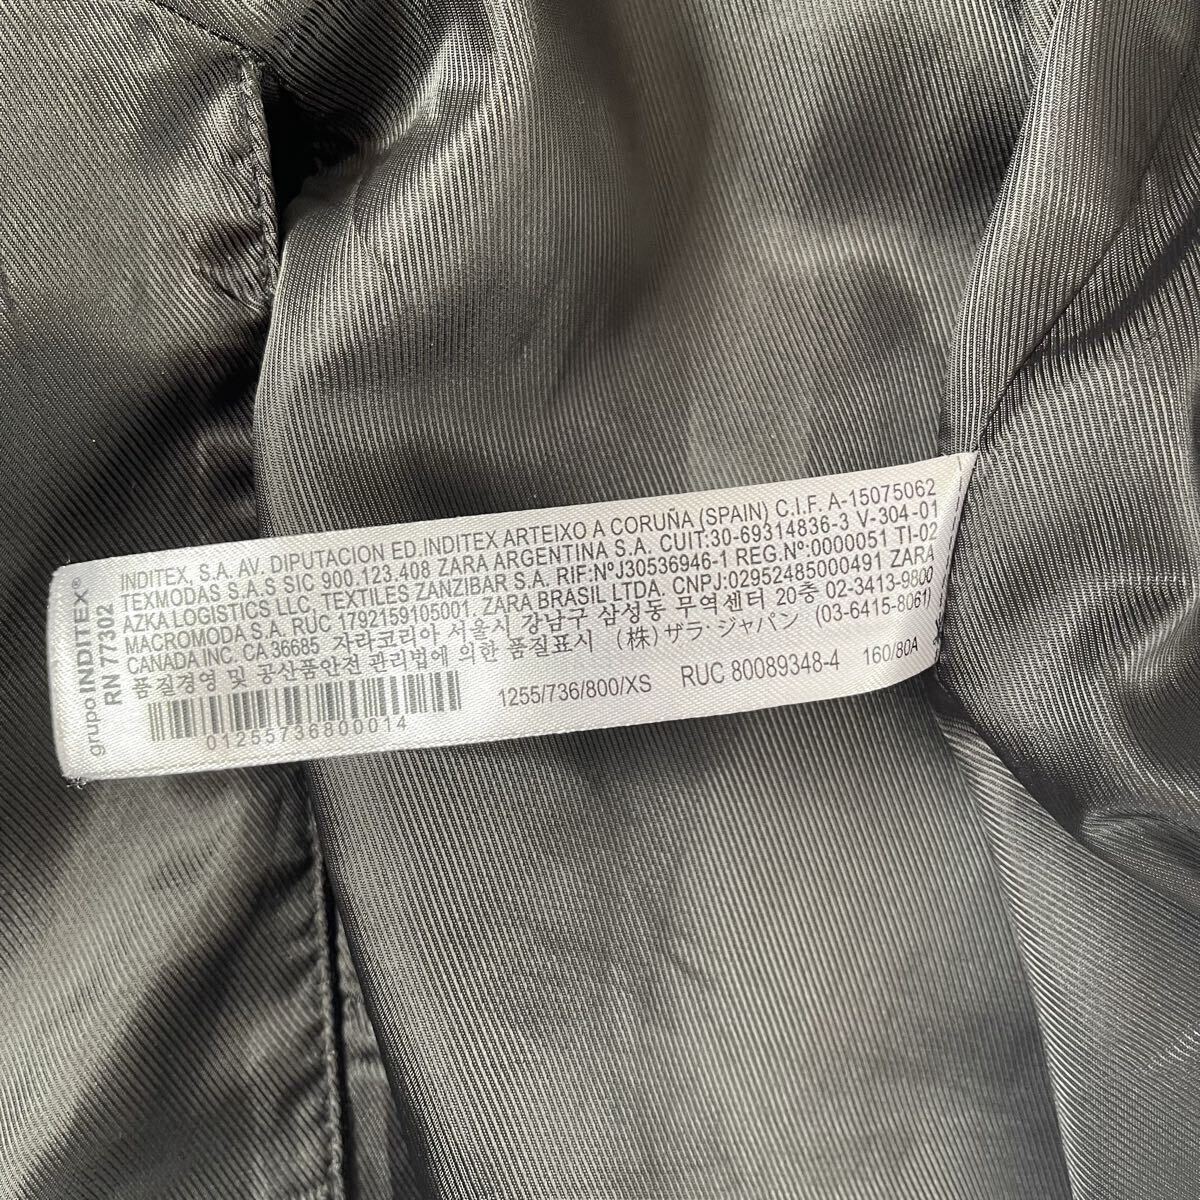 grupo INDITEX®
RN 77302
INDITEX, S.A. AV. DIPUTACION ED.INDITEX ARTEIXO A CORUÑA (SPAIN) C.I.F. A-15075062
TEXMODAS S.A.S SIC 900.123.408 ZARA ARGENTINA S.A. CUIT:30-69314836-3 V-304-01
AZKA LOGISTICS LLC, TEXTILES ZANZIBAR S.A. RIF:NºJ30536946-1 REG.Nº:0000051 TI-02
MACROMODA S.A. RUC 1792159105001. ZARA BRASIL LTDA. CNPJ:02952485000491 ZARA
CANADA INC. CA 36685 자라코리아 서울시 강남구 삼성동 무역센터 20층 02-3413-9800
품질경영 및 공산품안전 관리법에 의한 품질표시 (株) ザラ・ジャパン (03-6415-8061)
1255/736/800/XS RUC 80089348-4 160/80A
01255736800014